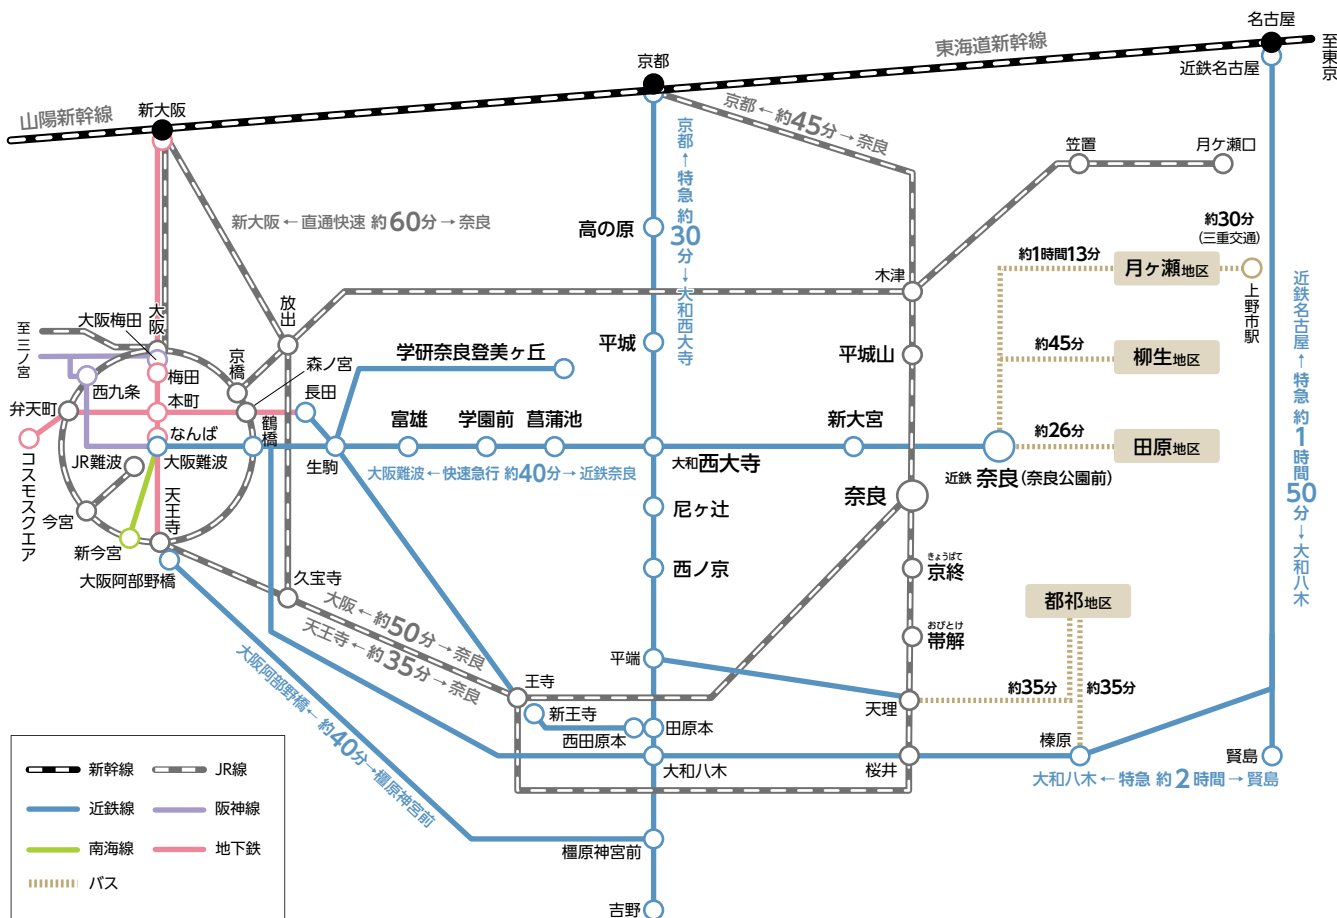 名古屋
東海道新幹線
至東京
京都
近鉄名古屋
新大阪
山陽新幹線
京都←約45分→奈良
笠置
月ケ瀬口
京都←特急 約30分→大和西大寺
新大阪←直通快速 約60分→奈良
高の原
約30分
(三重交通)
約1時間13分
月ヶ瀬地区
上野市駅
木津
近鉄名古屋←特急 約1時間50分→大和八木
大阪
放出
大阪梅田
至三ノ宮
京橋
森ノ宮
学研奈良登美ヶ丘
平城
平城山
約45分
柳生地区
西九条
梅田
長田
弁天町
本町
鶴橋
富雄
学園前
菖蒲池
新大宮
約26分
田原地区
なんば
大阪難波
JR難波
生駒
大阪難波←快速急行 約40分→近鉄奈良
大和西大寺
近鉄 奈良(奈良公園前)
コスモスクエア
天王寺
奈良
尼ヶ辻
今宮
新今宮
西ノ京
きょうばて
京終
大阪阿部野橋
久宝寺
大阪←約50分→奈良
天王寺←約35分→奈良
都祁地区
おびとけ
帯解
大阪阿部野橋←約40分→橿原神宮前
平端
王寺
天理
約35分
約35分
新王寺
西田原本
田原本
榛原
大和八木
桜井
賢島
大和八木←特急 約2時間→賢島
新幹線
JR線
近鉄線
阪神線
南海線
地下鉄
バス
橿原神宮前
吉野